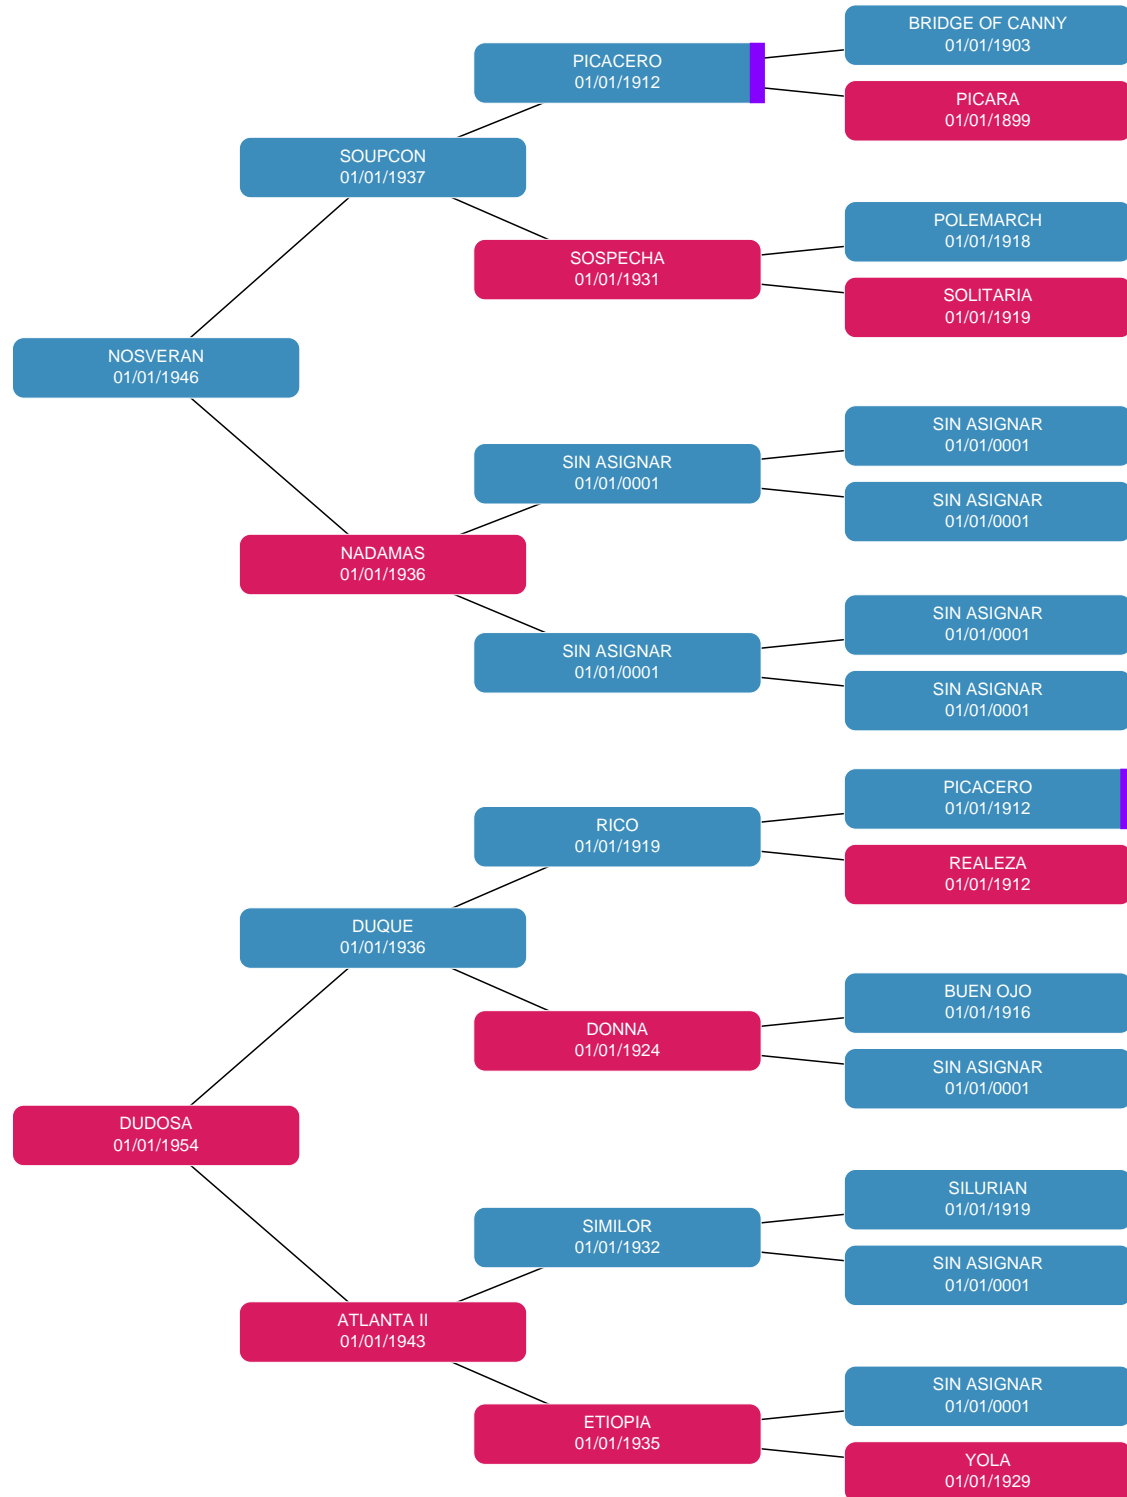 BRIDGE OF CANNY
01/01/1903
PICACERO
01/01/1912
PICARA
01/01/1899
SOUPCON
01/01/1937
POLEMARCH
01/01/1918
SOSPECHA
01/01/1931
SOLITARIA
01/01/1919
NOSVERAN
01/01/1946
SIN ASIGNAR
01/01/0001
SIN ASIGNAR
01/01/0001
SIN ASIGNAR
01/01/0001
NADAMAS
01/01/1936
SIN ASIGNAR
01/01/0001
SIN ASIGNAR
01/01/0001
SIN ASIGNAR
01/01/0001
PICACERO
01/01/1912
RICO
01/01/1919
REALEZA
01/01/1912
DUQUE
01/01/1936
BUEN OJO
01/01/1916
DONNA
01/01/1924
SIN ASIGNAR
01/01/0001
DUDOSA
01/01/1954
SILURIAN
01/01/1919
SIMILOR
01/01/1932
SIN ASIGNAR
01/01/0001
ATLANTA II
01/01/1943
SIN ASIGNAR
01/01/0001
ETIOPIA
01/01/1935
YOLA
01/01/1929